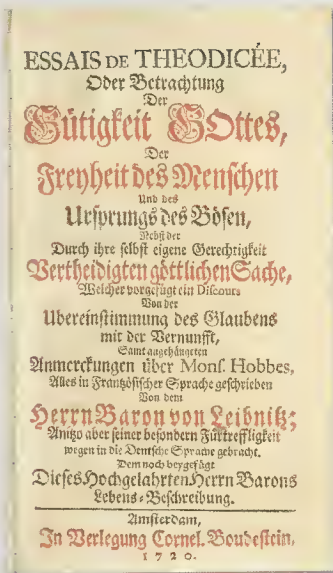 ESSAIS DE THEODICÉE,
Oder Betrachtung
Der
Gütigkeit GOttes,
Der
Freyheit des Menschen
Und des
Ursprungs des Bösen,
Nebst der
Durch ihre selbst eigene Gerechtigkeit
Vertheidigten göttlichen Sache,
Welcher vorgefügt ein Discours
Von der
Ubereinstimmung des Glaubens
mit der Vernunfft,
Samt angehängten
Anmerckungen über Mons. Hobbes,
Alles in Frantzösischer Sprache geschrieben
Von dem
Herrn Baron von Leibnitz;
Anitzo aber seiner besondern Fürtreffligkeit
wegen in die Deutsche Sprache gebracht.
Dem noch beygefügt
Dieses Hochgelahrten Herrn Barons
Lebens-Beschreibung.
Amsterdam,
In Verlegung Cornel. Boudestein,
1720.